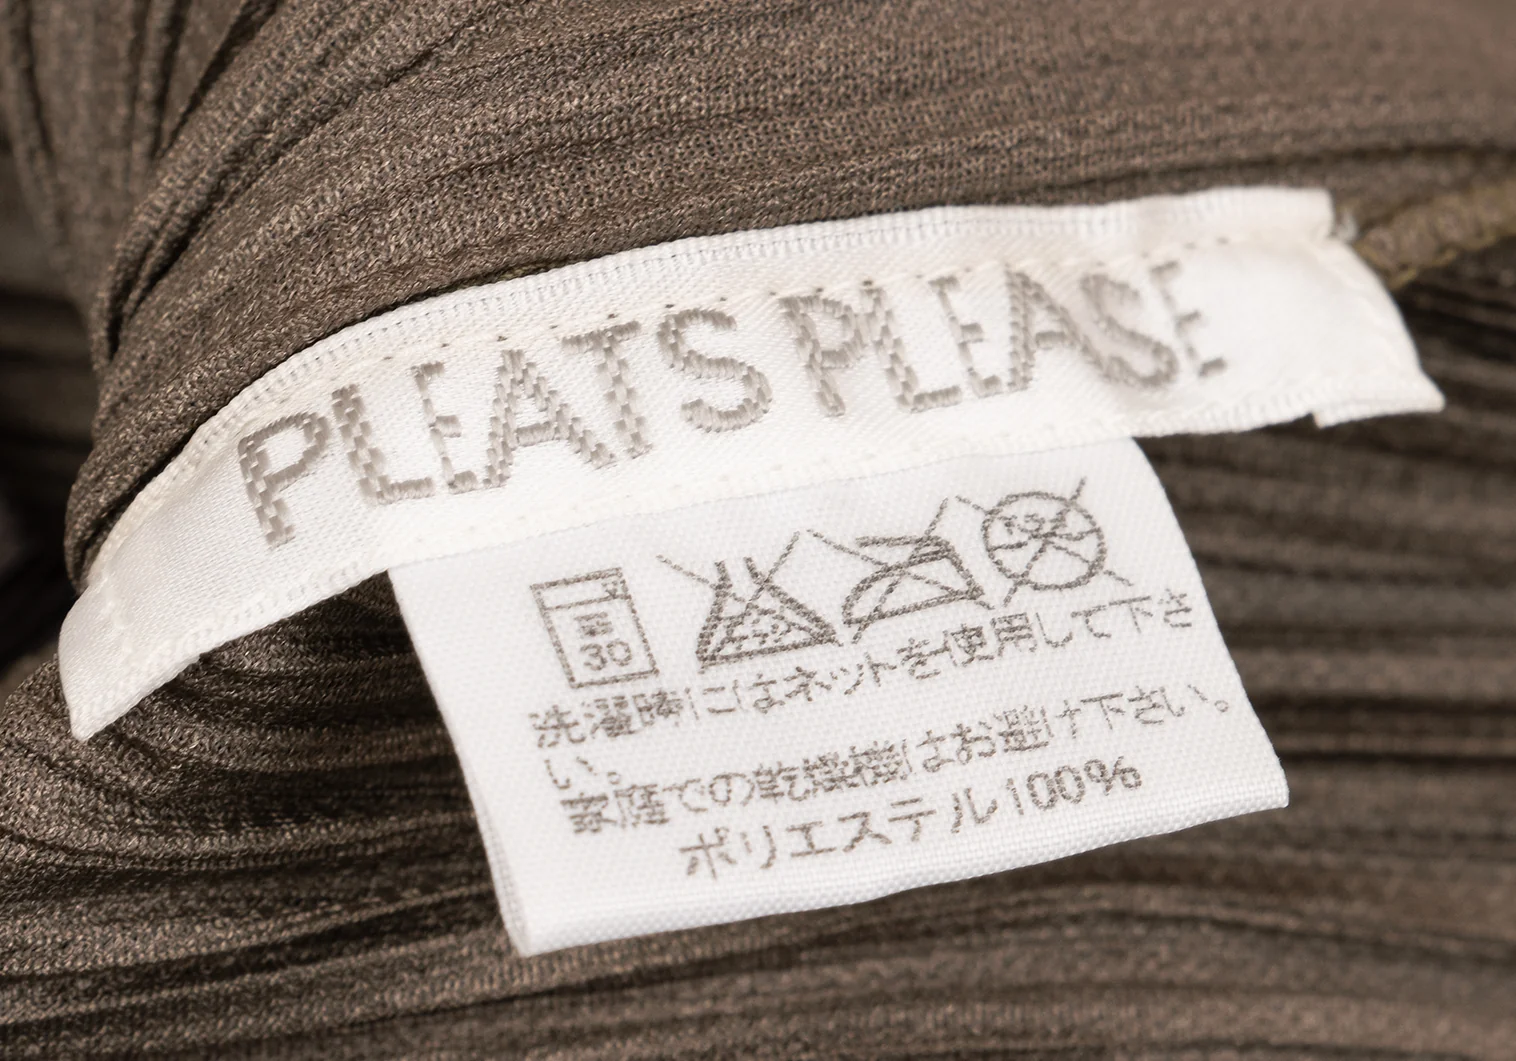 PLEATS PLEASE
30
洗濯時にはネットを使用して下さ
い。
家庭での乾燥機はお避け下さい。
ポリエステル100%